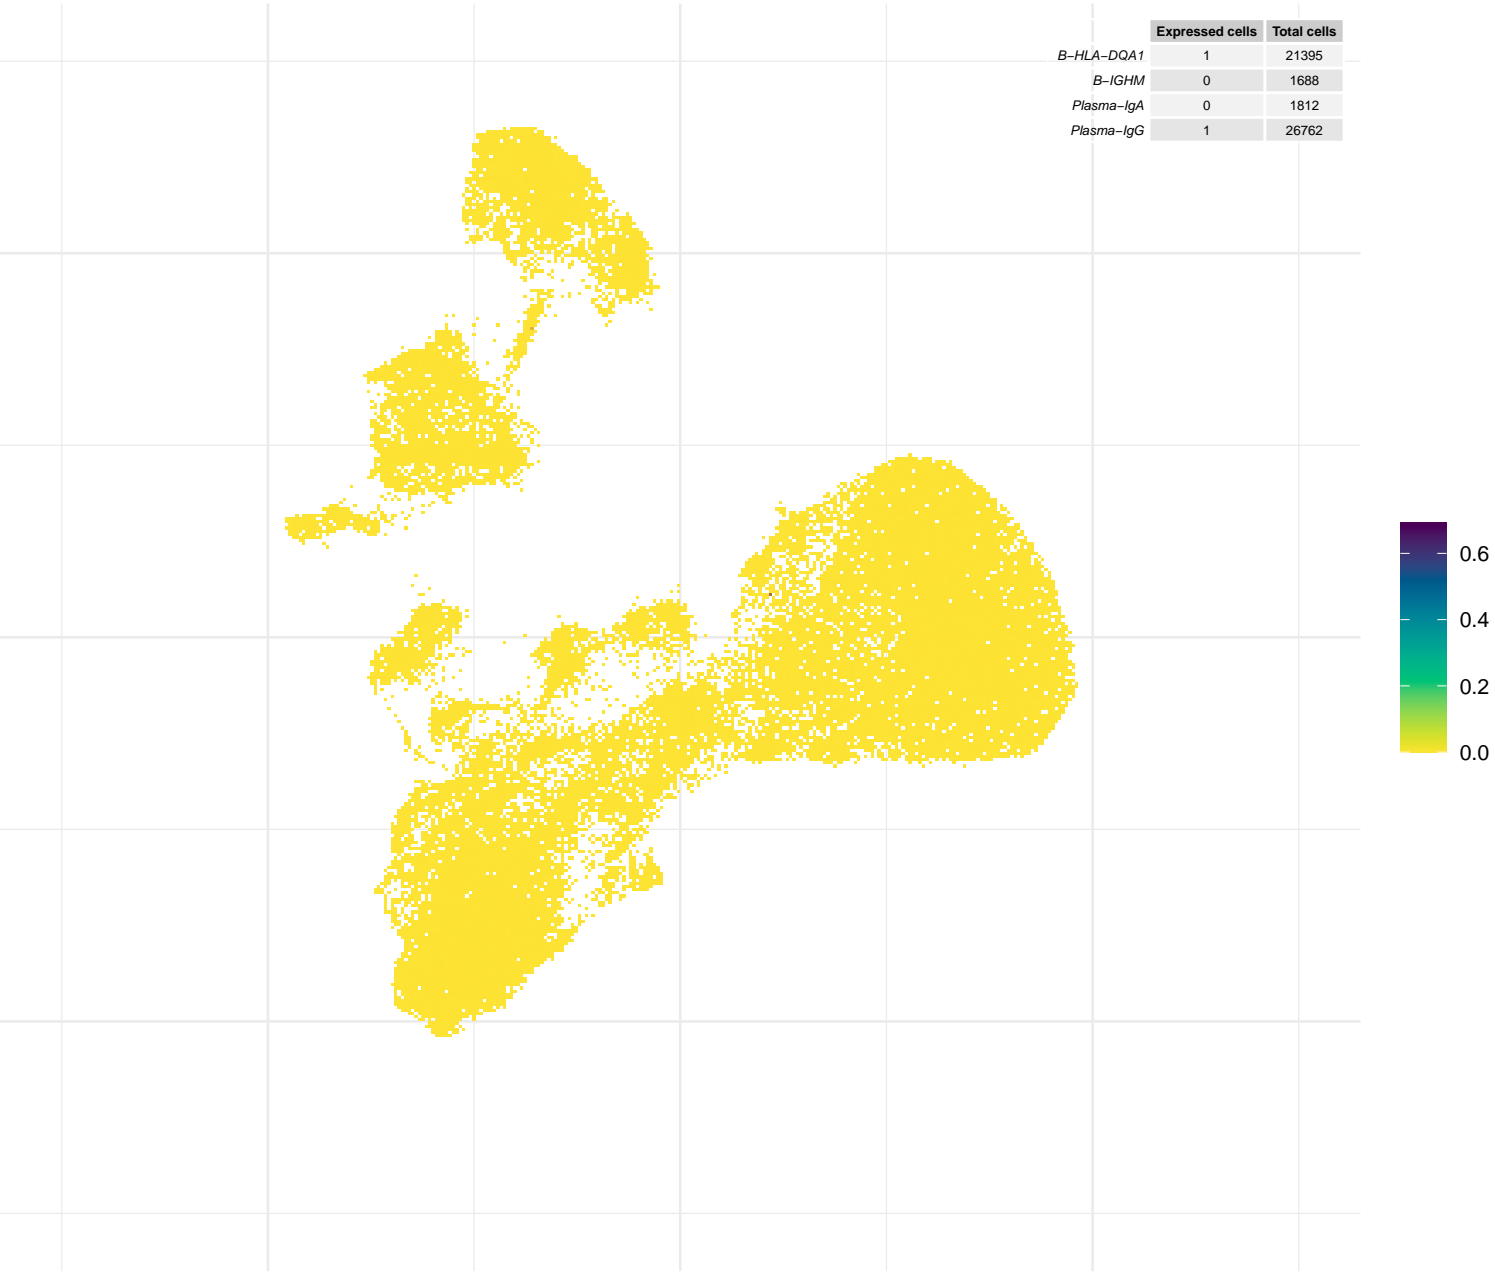 Expressed cells Total cells
B−HLA−DQA1 1 21395
B−IGHM 0 1688
Plasma−IgA 0 1812
Plasma−IgG 1 26762
0.6
0.4
0.2
0.0